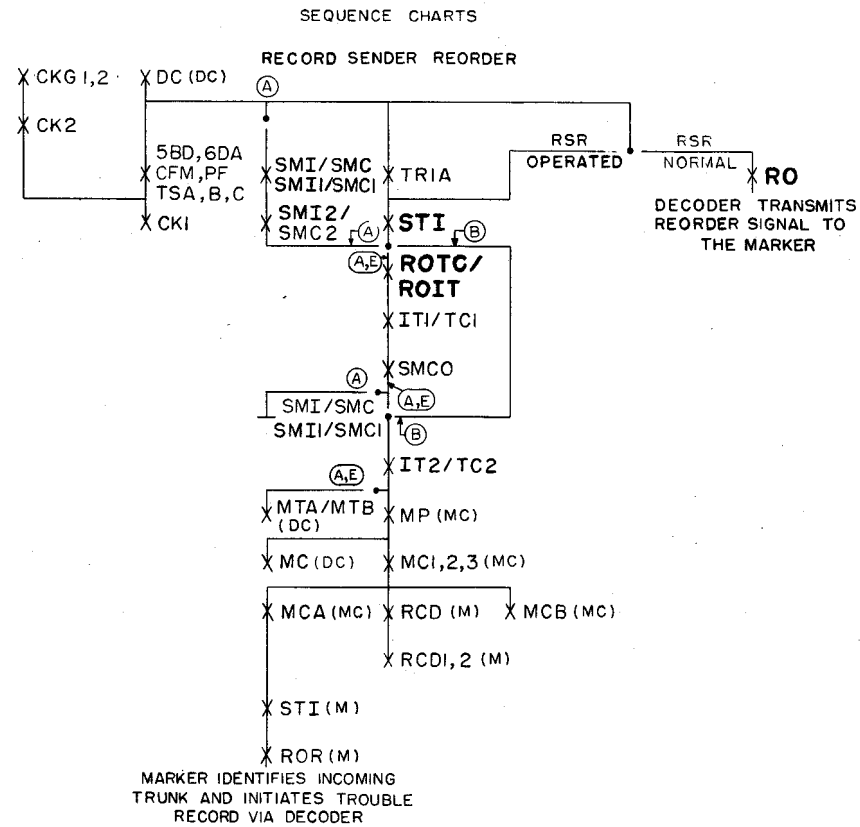 SEQUENCE CHARTS
RECORD SENDER REORDER
CKG 1,2
DC (DC)
A
CK2
5BD, 6DA
CFM, PF
TSA, B, C
CK1
SMI/SMC
SMI1/SMC1
SMI2/
SMC2
A
TR1A
STI
B
RSR
OPERATED
RSR
NORMAL
RO
DECODER TRANSMITS
REORDER SIGNAL TO
THE MARKER
A,E
ROTC/
ROIT
IT1/TC1
SMCO
A
A,E
SMI/SMC
SMI1/SMC1
B
IT2/TC2
A,E
MTA/MTB
(DC)
MP (MC)
MC (DC)
MC1,2,3 (MC)
MCA (MC)
RCD (M)
MCB (MC)
RCD1,2 (M)
STI (M)
ROR (M)
MARKER IDENTIFIES INCOMING
TRUNK AND INITIATES TROUBLE
RECORD VIA DECODER